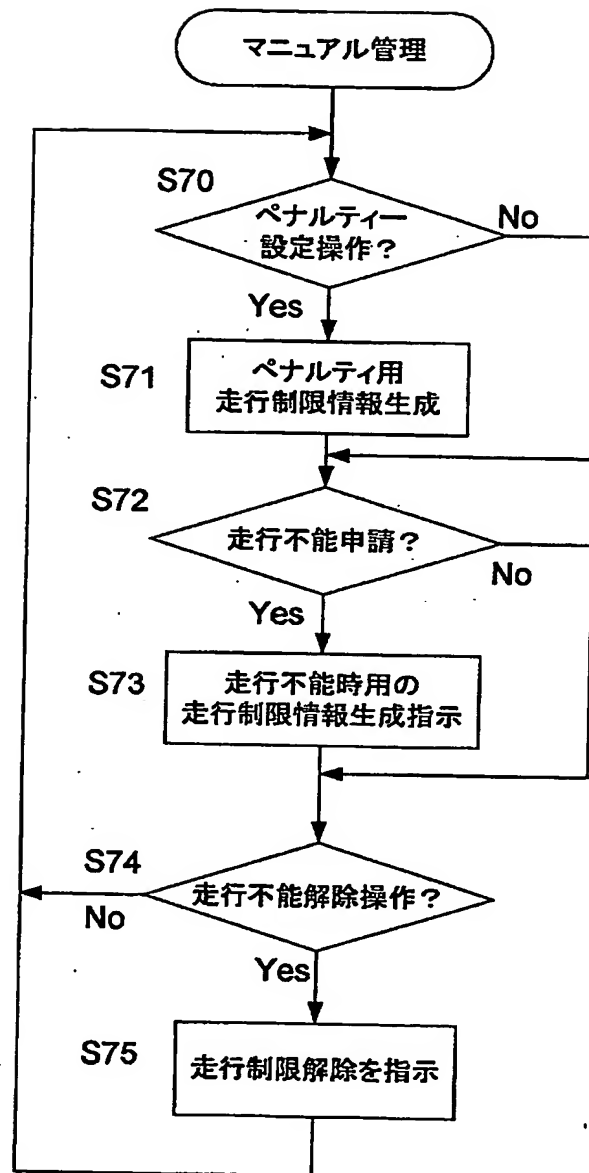 マニュアル管理
S70
ペナルティー
設定操作？
No
Yes
S71
ペナルティ用
走行制限情報生成
S72
走行不能申請？
No
Yes
S73
走行不能時用の
走行制限情報生成指示
S74
走行不能解除操作？
No
Yes
S75
走行制限解除を指示